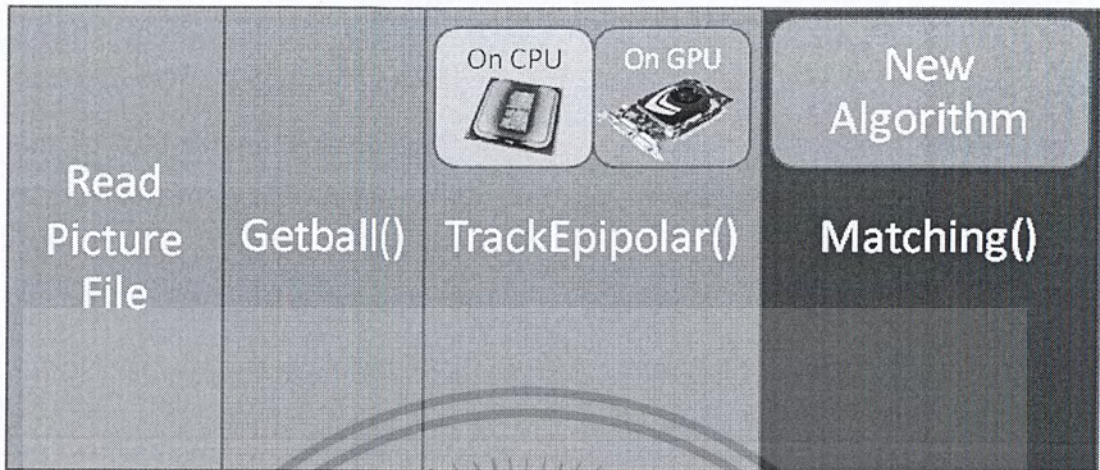 Read
Picture
File
Getball()
On CPU
On GPU
TrackEpipolar()
New
Algorithm
Matching()